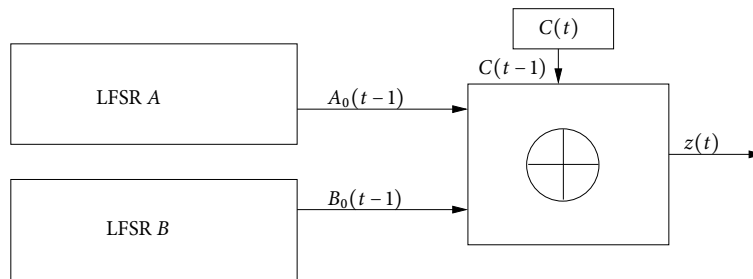 C(t)
C(t−1)
LFSR A
A₀(t−1)
z(t)
B₀(t−1)
LFSR B